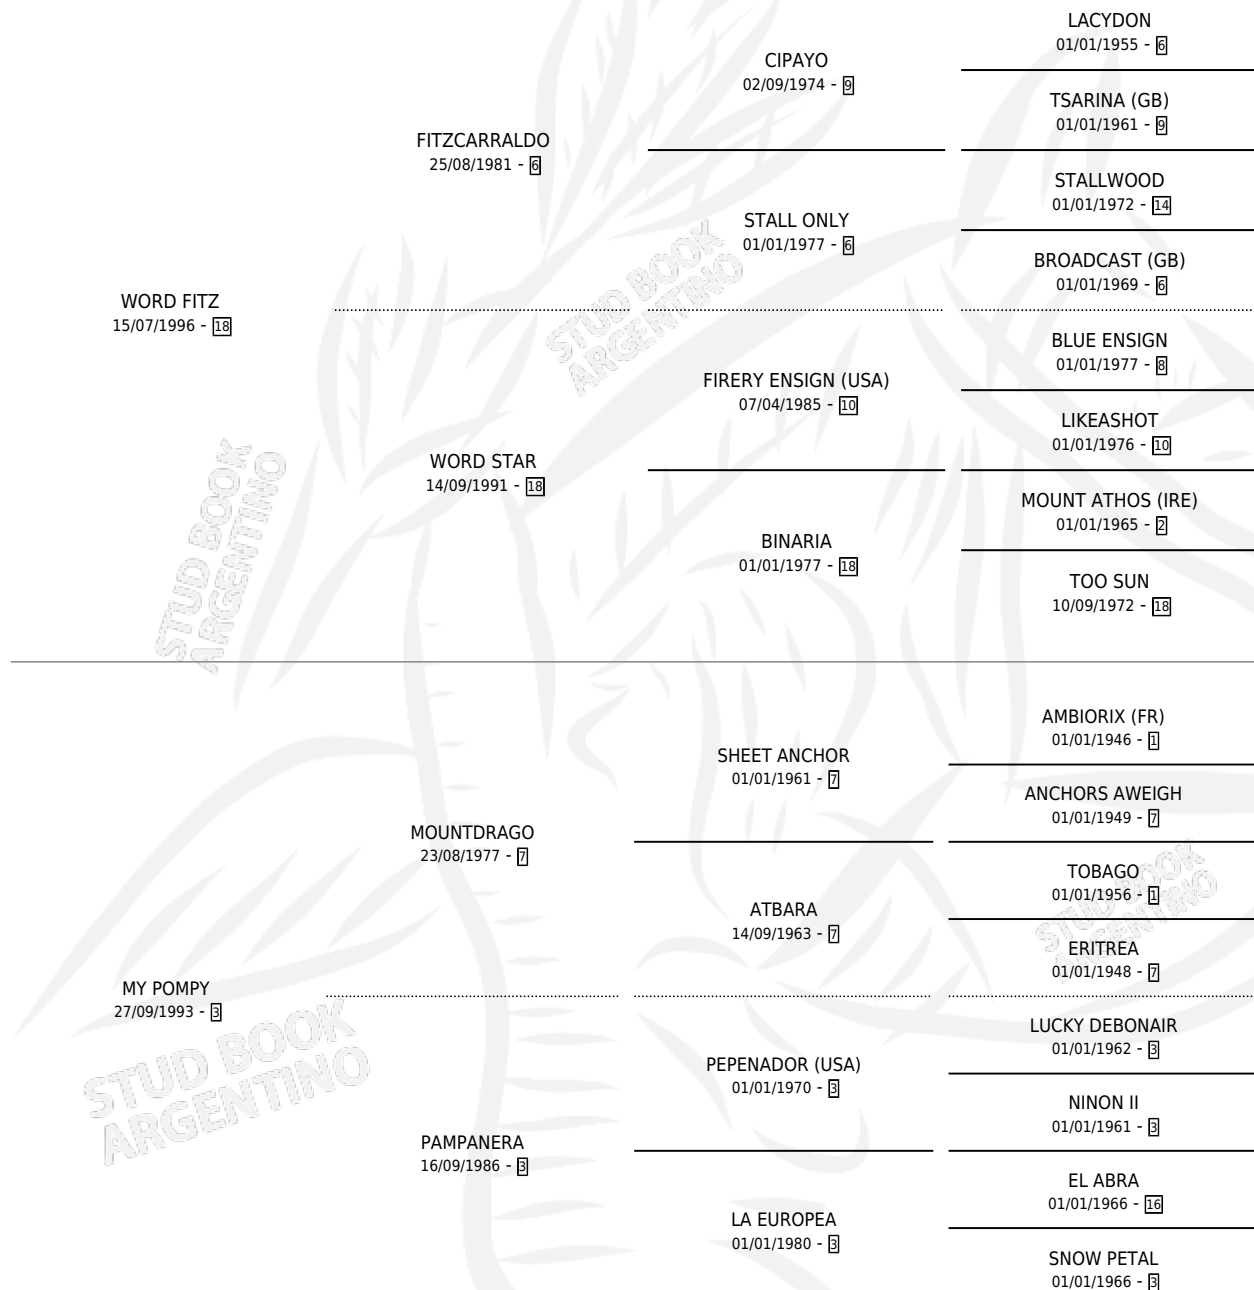 LACYDON
01/01/1955 - 6
CIPAYO
02/09/1974 - 9
TSARINA (GB)
01/01/1961 - 9
FITZCARRALDO
25/08/1981 - 6
STALLWOOD
01/01/1972 - 14
STALL ONLY
01/01/1977 - 6
BROADCAST (GB)
01/01/1969 - 6
WORD FITZ
15/07/1996 - 18
BLUE ENSIGN
01/01/1977 - 8
FIRERY ENSIGN (USA)
07/04/1985 - 10
LIKEASHOT
01/01/1976 - 10
WORD STAR
14/09/1991 - 18
MOUNT ATHOS (IRE)
01/01/1965 - 2
BINARIA
01/01/1977 - 18
TOO SUN
10/09/1972 - 18
AMBIORIX (FR)
01/01/1946 - 1
SHEET ANCHOR
01/01/1961 - 7
ANCHORS AWEIGH
01/01/1949 - 7
MOUNTDRAGO
23/08/1977 - 7
TOBAGO
01/01/1956 - 1
ATBARA
14/09/1963 - 7
ERITREA
01/01/1948 - 7
MY POMPY
27/09/1993 - 3
LUCKY DEBONAIR
01/01/1962 - 3
PEPENADOR (USA)
01/01/1970 - 3
NINON II
01/01/1961 - 3
PAMPANERA
16/09/1986 - 3
EL ABRA
01/01/1966 - 16
LA EUROPEA
01/01/1980 - 3
SNOW PETAL
01/01/1966 - 3
STUD BOOK
ARGENTINO
STUD BOOK
ARGENTINO
STUD BOOK
ARGENTINO
STUD BOOK
ARGENTINO